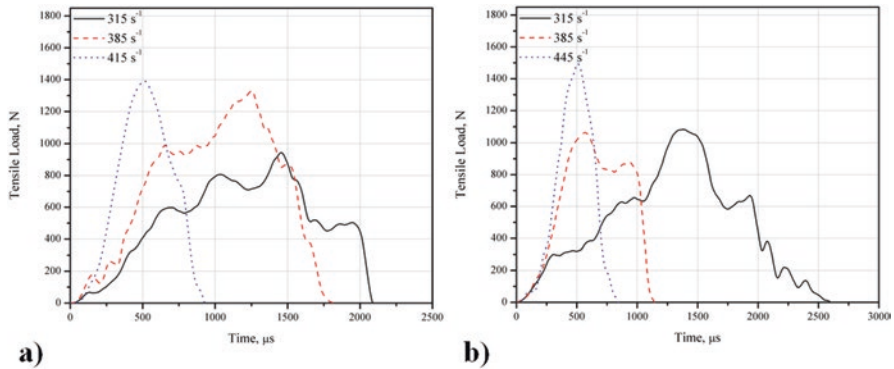 1800
1600
1400
1200
1000
800
600
400
200
0
Tensile Load, N
315 s⁻¹
385 s⁻¹
415 s⁻¹
0 500 1000 1500 2000 2500
Time, μs
a)
1800
1600
1400
1200
1000
800
600
400
200
0
Tensile Load, N
315 s⁻¹
385 s⁻¹
445 s⁻¹
0 500 1000 1500 2000 2500 30000
Time, μs
b)